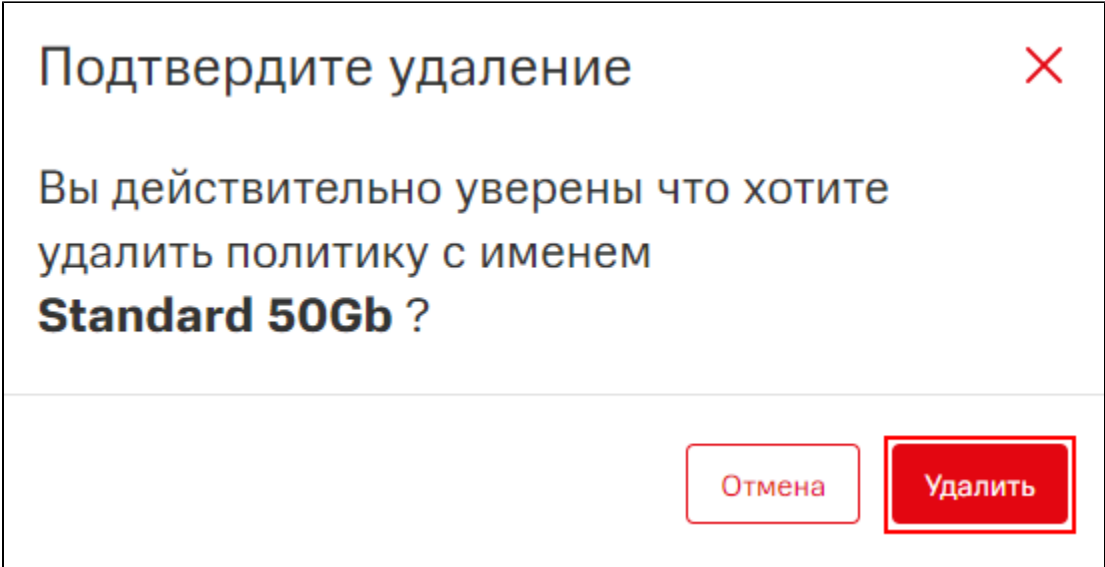 Подтвердите удаление
Вы действительно уверены что хотите
удалить политику с именем
Standard 50Gb ?
Отмена
Удалить